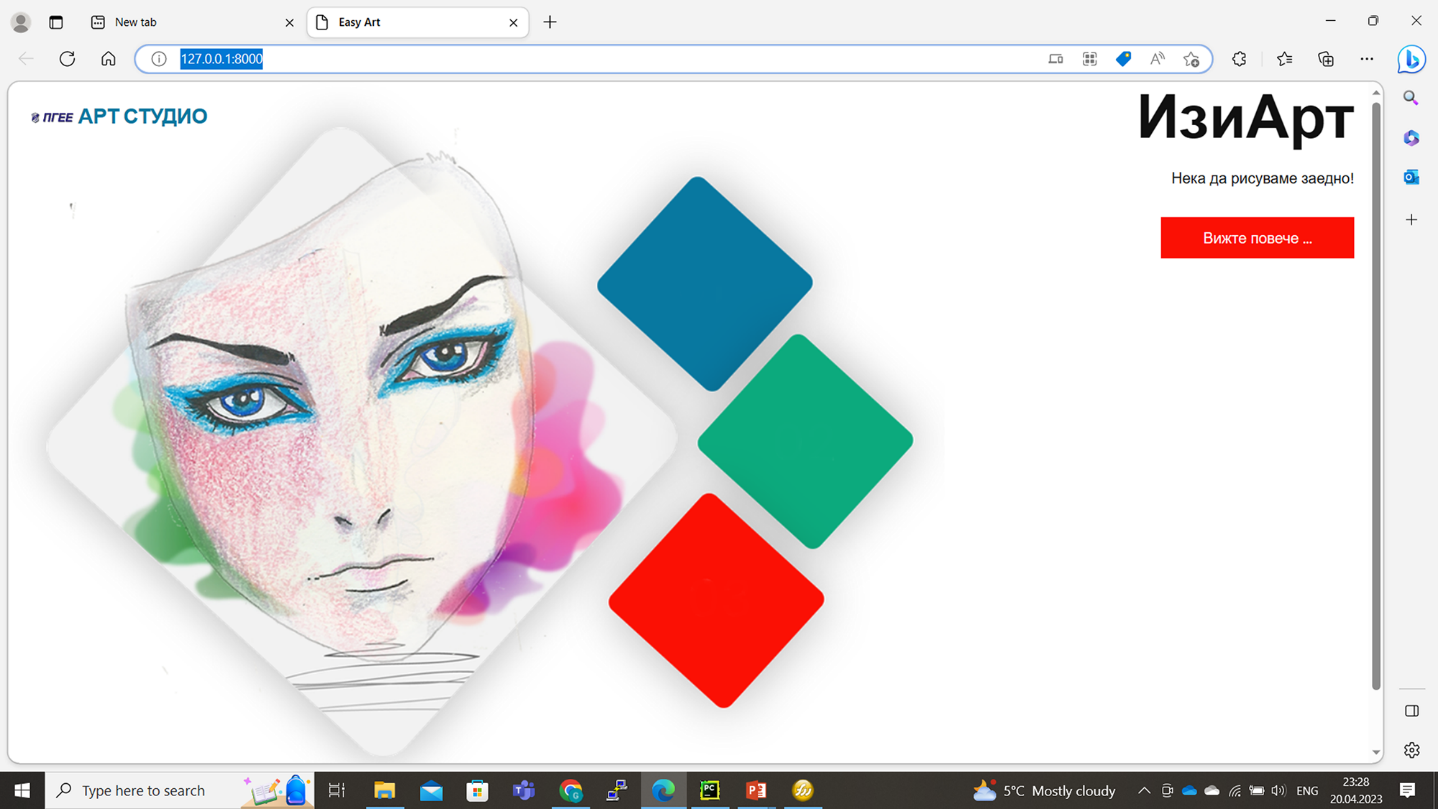 New tab
Easy Art
127.0.0.1:8000
ПГЕЕ АРТ СТУДИО
ИзиАрт
Нека да рисуваме заедно!
Вижте повече ...
Type here to search
5°C Mostly cloudy
ENG
23:28
20.04.2023